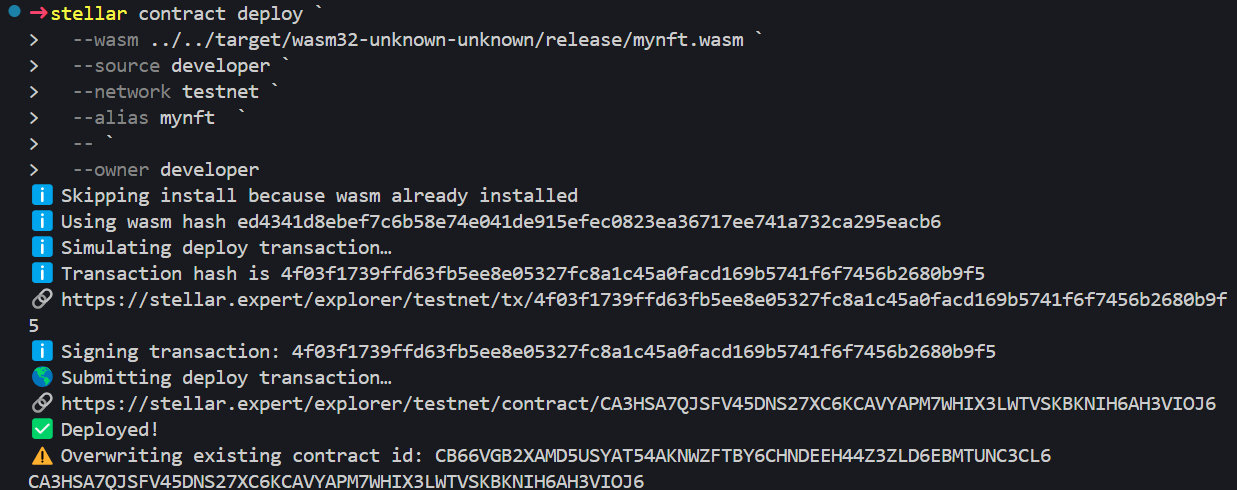 →stellar contract deploy `
>   --wasm ../../target/wasm32-unknown-unknown/release/mynft.wasm `
>   --source developer `
>   --network testnet `
>   --alias mynft  `
>   -- `
>   --owner developer
ℹ️ Skipping install because wasm already installed
ℹ️ Using wasm hash ed4341d8ebef7c6b58e74e041de915efec0823ea36717ee741a732ca295eacb6
ℹ️ Simulating deploy transaction…
ℹ️ Transaction hash is 4f03f1739ffd63fb5ee8e05327fc8a1c45a0facd169b5741f6f7456b2680b9f5
🔗 https://stellar.expert/explorer/testnet/tx/4f03f1739ffd63fb5ee8e05327fc8a1c45a0facd169b5741f6f7456b2680b9f
5
ℹ️ Signing transaction: 4f03f1739ffd63fb5ee8e05327fc8a1c45a0facd169b5741f6f7456b2680b9f5
🌎 Submitting deploy transaction…
🔗 https://stellar.expert/explorer/testnet/contract/CA3HSA7QJSFV45DNS27XC6KCAVYAPM7WHIX3LWTVSKBKNIH6AH3VIOJ6
✅ Deployed!
⚠️ Overwriting existing contract id: CB66VGB2XAMD5USYAT54AKNWZFTBY6CHNDEEH44Z3ZLD6EBMTUNC3CL6
CA3HSA7QJSFV45DNS27XC6KCAVYAPM7WHIX3LWTVSKBKNIH6AH3VIOJ6